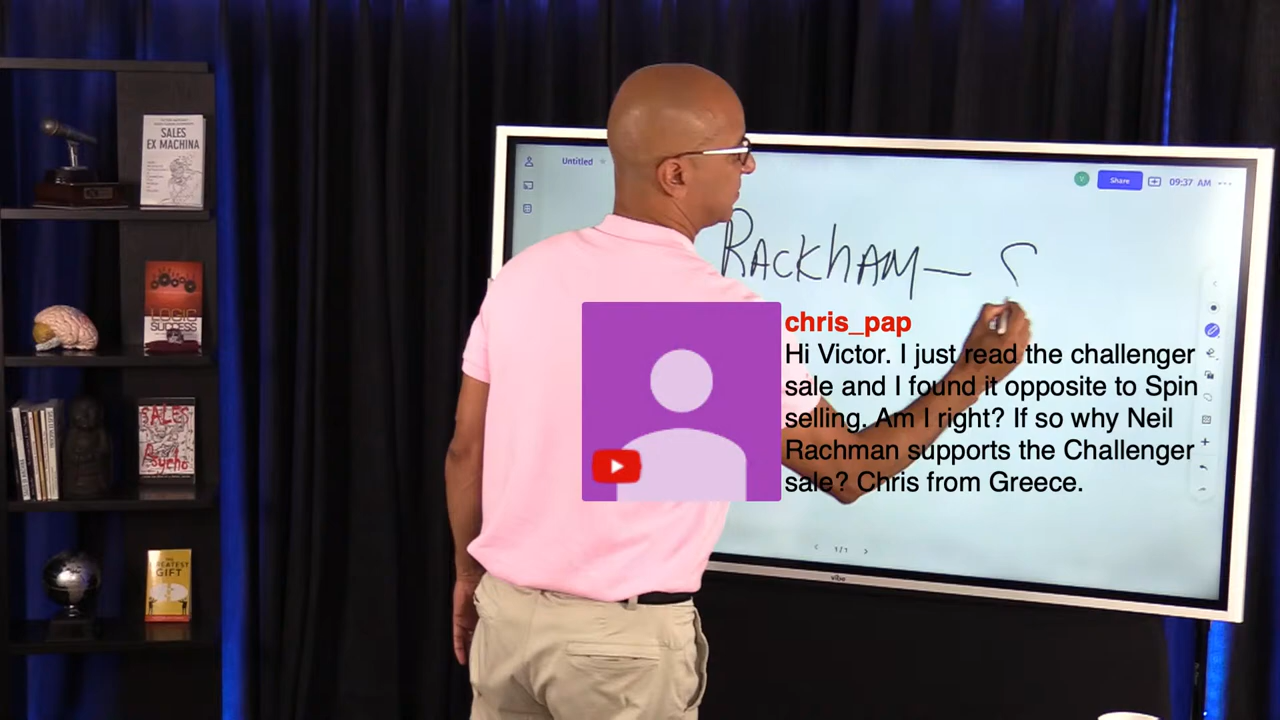 SALES
EX MACHINA
LOGIC
SUCCESS
SALES
Psycho
THE
GREATEST
GIFT
Untitled
V
Share
09:37 AM
RACKHAM - S
chris_pap
Hi Victor. I just read the challenger
sale and I found it opposite to Spin
selling. Am I right? If so why Neil
Rachman supports the Challenger
sale? Chris from Greece.
1/1
vibe